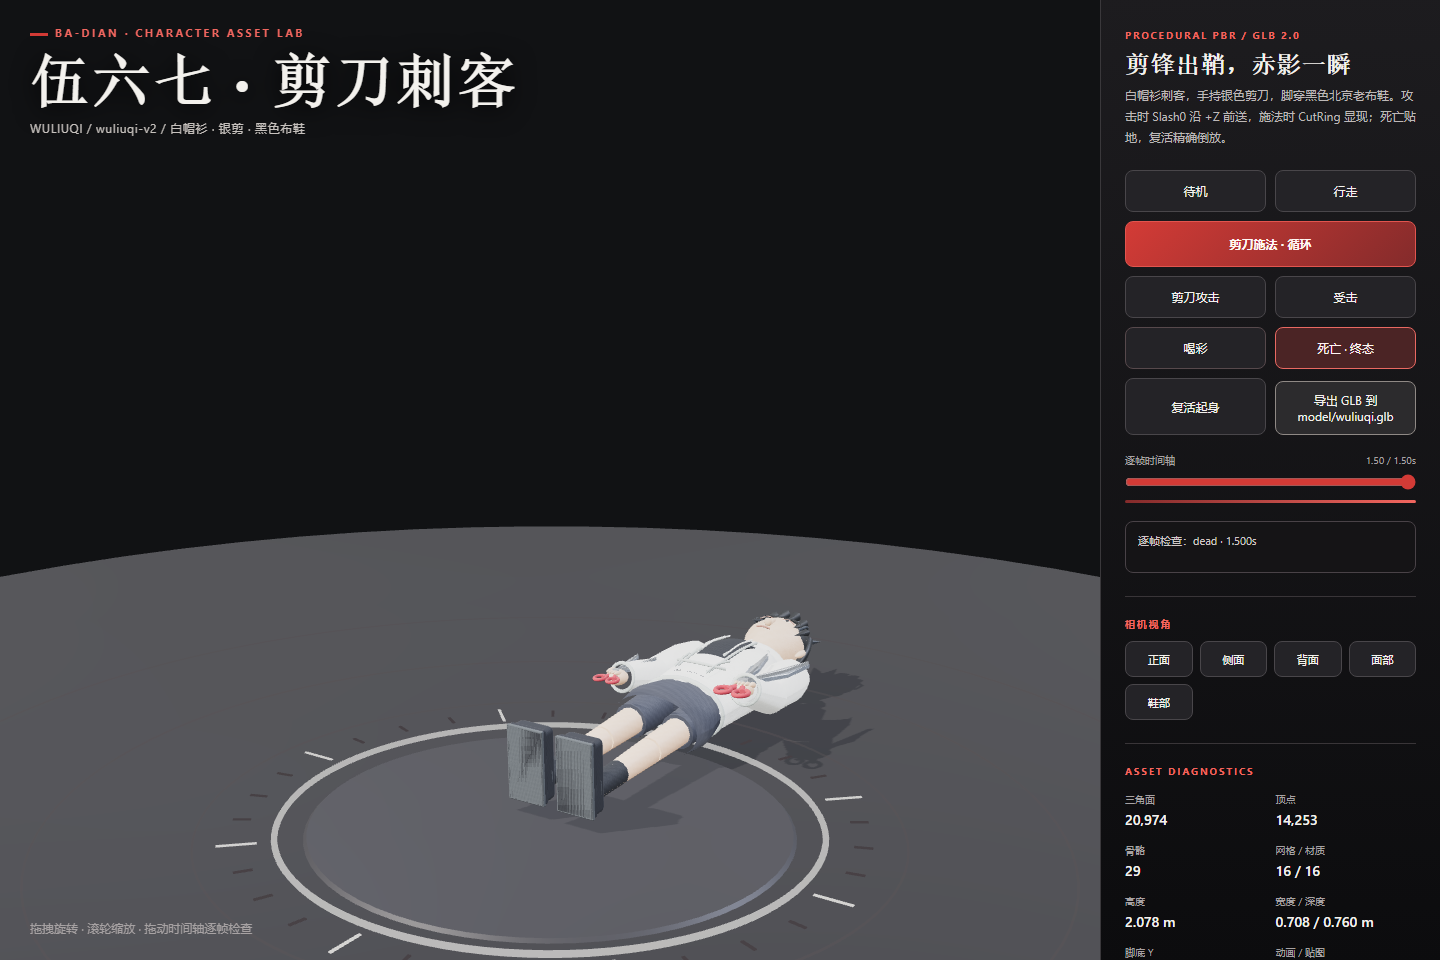 BA-DIAN · CHARACTER ASSET LAB
伍六七 · 剪刀刺客
WULIUQI / wuliuqi-v2 / 白帽衫 · 银剪 · 黑色布鞋
拖拽旋转 · 滚轮缩放 · 拖动时间轴逐帧检查
PROCEDURAL PBR / GLB 2.0
剪锋出鞘，赤影一瞬
白帽衫刺客，手持银色剪刀，脚穿黑色北京老布鞋。攻
击时 Slash0 沿 +Z 前送，施法时 CutRing 显现；死亡贴
地，复活精确倒放。
待机
行走
剪刀施法 · 循环
剪刀攻击
受击
喝彩
死亡 · 终态
复活起身
导出 GLB 到
model/wuliuqi.glb
逐帧时间轴
1.50 / 1.50s
逐帧检查：dead · 1.500s
相机视角
正面
侧面
背面
面部
鞋部
ASSET DIAGNOSTICS
三角面
顶点
20,974
14,253
骨骼
网格 / 材质
29
16 / 16
高度
宽度 / 深度
2.078 m
0.708 / 0.760 m
脚底 Y
动画 / 贴图